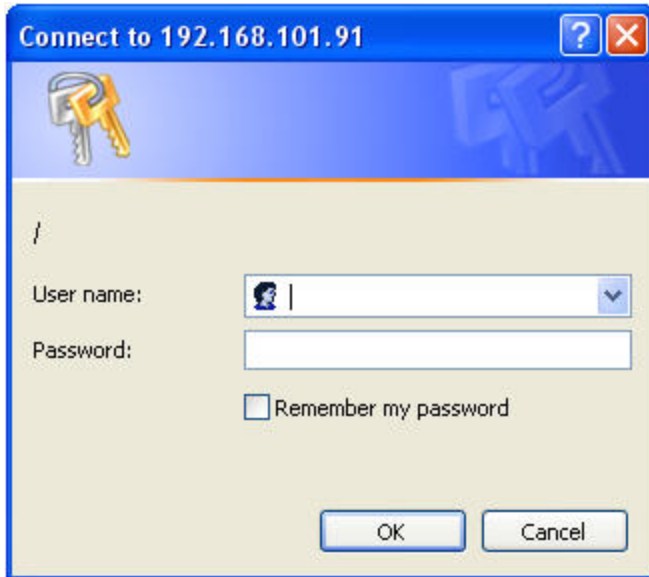 Connect to 192.168.101.91
/
User name:
Password:
Remember my password
OK Cancel